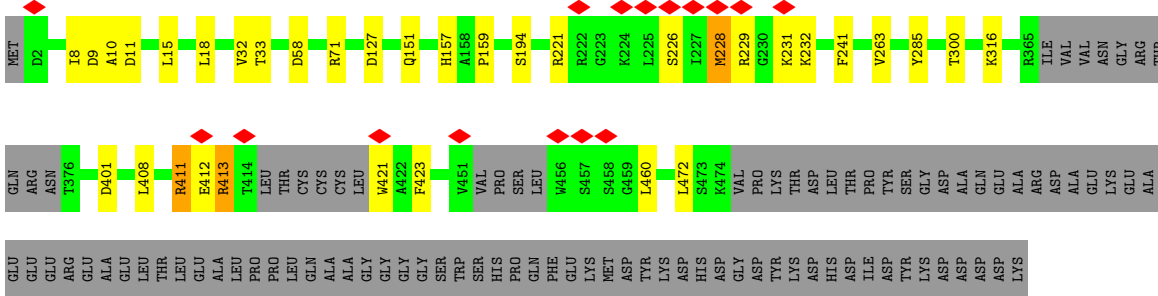 MET D2 I8 D9 A10 D11 L15 L18 V32 T33 D58 R71 D127 Q151 H157 A158 P159 S194 R221 R222 G223 K224 L225 S226 I227 M228 R229 G230 K231 K232 F241 V263 Y285 T300 K316 R365 ILE VAL VAL ASN GLY ARG THR
GLN ARG ASN T376 D401 L408 R411 E412 R413 T414 LEU THR CYS CYS CYS LEU W421 A422 F423 V451 VAL PRO SER LEU W456 S457 S458 G459 L460 L472 S473 K474 VAL PRO LYS THR ASP LEU THR PRO TYR SER GLY ASP ALA GLN GLU ALA ARG ASP ALA GLU LYS GLU ALA
GLU GLU GLU ARG GLU ALA GLU LEU THR LEU GLU ALA LEU PRO PRO LEU GLN ALA ALA GLY GLY GLY GLY SER TRP SER HIS PRO GLN PHE GLU LYS MET ASP TYR LYS ASP HIS ASP GLY ASP TYR LYS ASP HIS ASP ILE ASP TYR LYS ASP ASP ASP ASP LYS